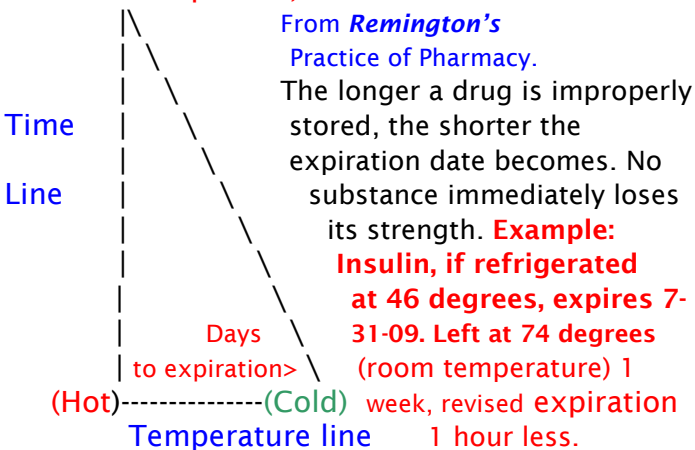 From Remington's
Practice of Pharmacy.
The longer a drug is improperly
Time stored, the shorter the
expiration date becomes. No
Line substance immediately loses
its strength. Example:
Insulin, if refrigerated
at 46 degrees, expires 7-
Days 31-09. Left at 74 degrees
to expiration> (room temperature) 1
(Hot)---------------(Cold) week, revised expiration
Temperature line 1 hour less.